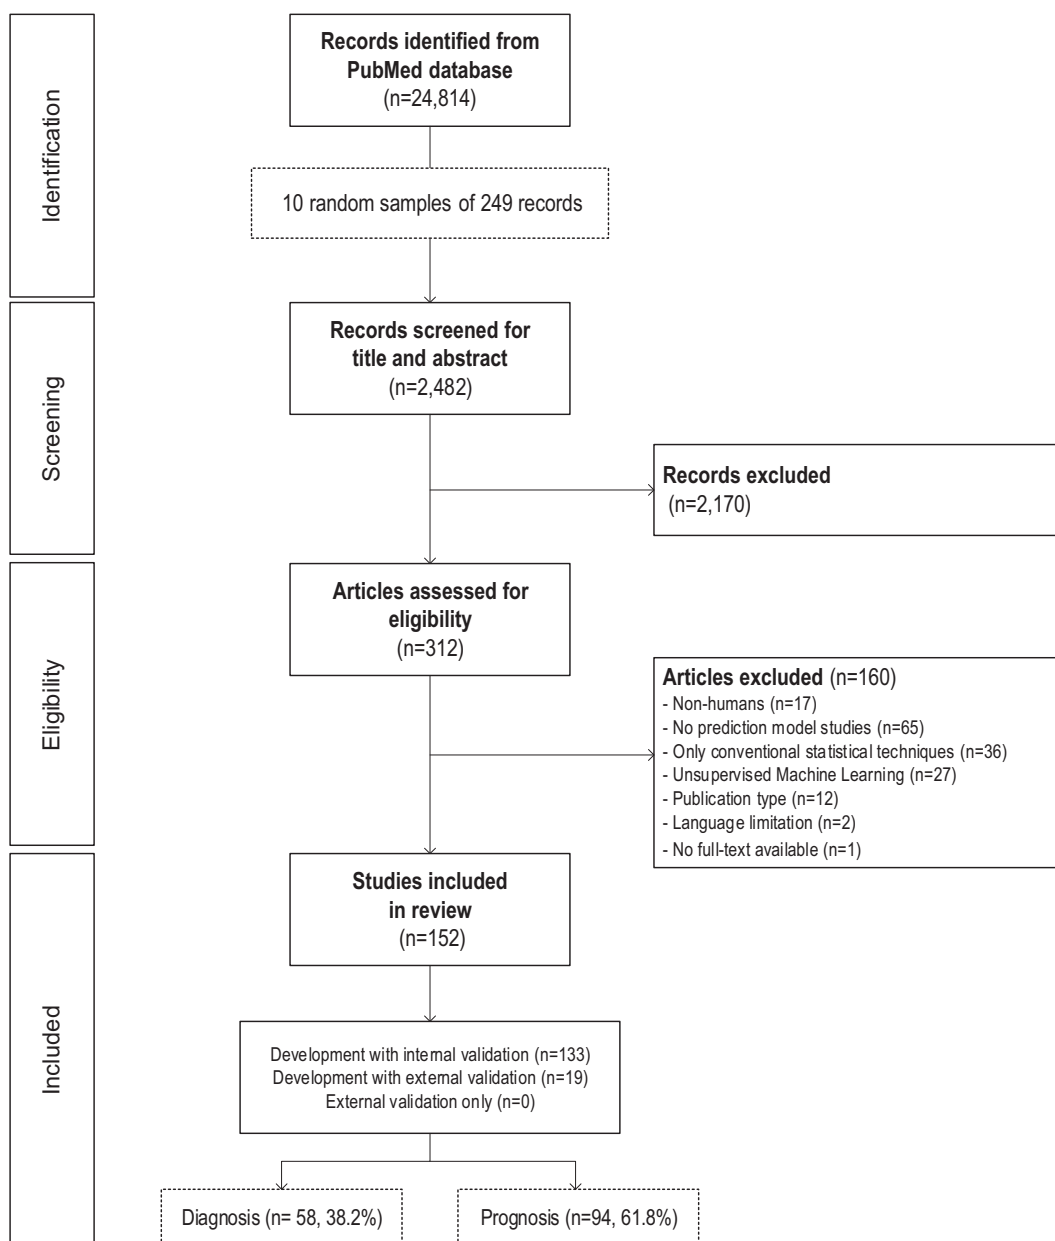 Identification
Records identified from
PubMed database
(n=24,814)
10 random samples of 249 records
Screening
Records screened for
title and abstract
(n=2,482)
Records excluded
(n=2,170)
Eligibility
Articles assessed for
eligibility
(n=312)
Articles excluded (n=160)
- Non-humans (n=17)
- No prediction model studies (n=65)
- Only conventional statistical techniques (n=36)
- Unsupervised Machine Learning (n=27)
- Publication type (n=12)
- Language limitation (n=2)
- No full-text available (n=1)
Included
Studies included
in review
(n=152)
Development with internal validation (n=133)
Development with external validation (n=19)
External validation only (n=0)
Diagnosis (n= 58, 38.2%)
Prognosis (n=94, 61.8%)